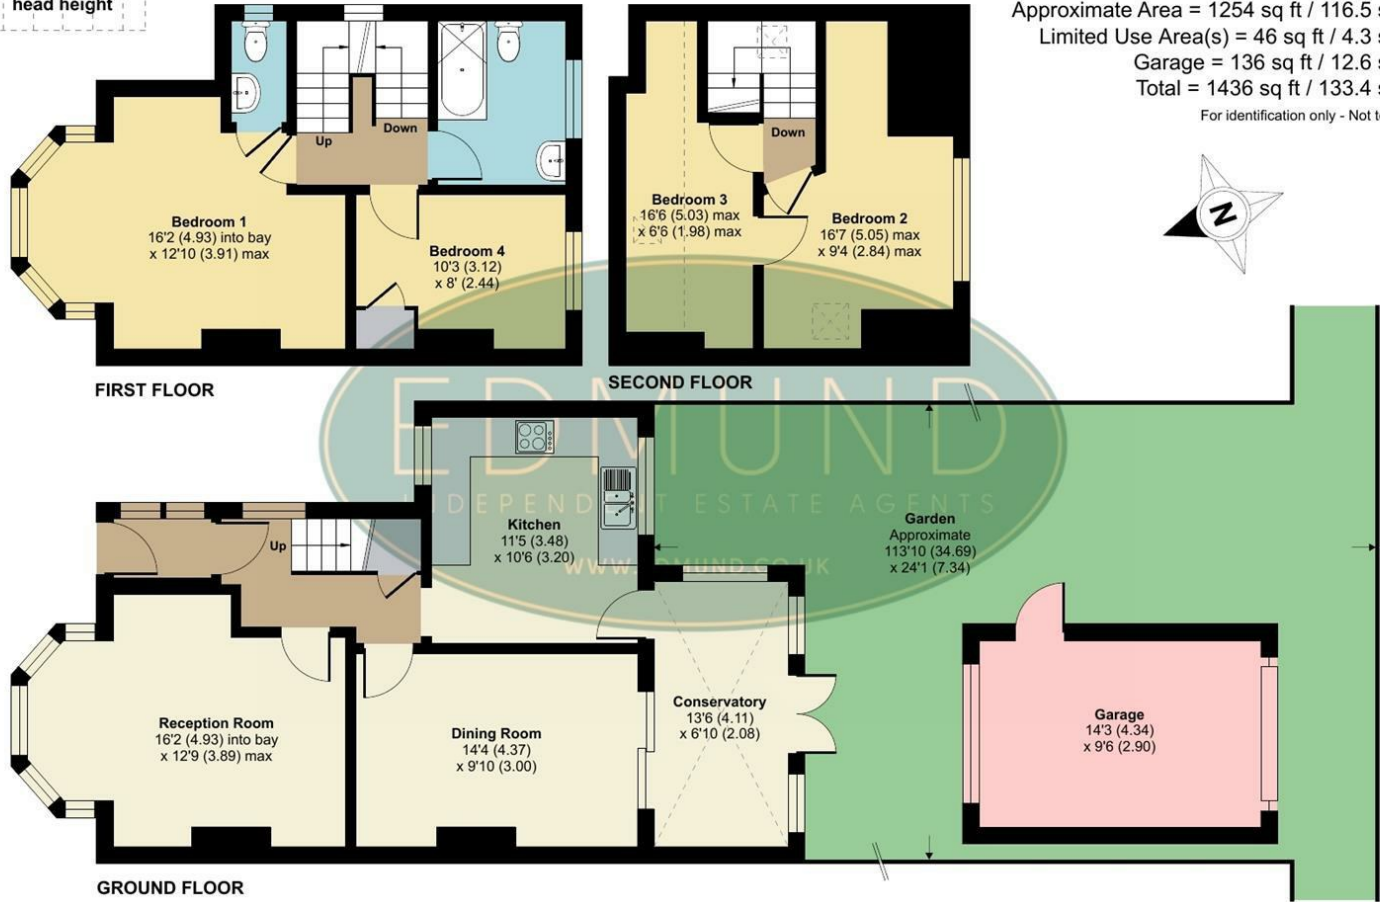 head height
Approximate Area = 1254 sq ft / 116.5 s
Limited Use Area(s) = 46 sq ft / 4.3 s
Garage = 136 sq ft / 12.6 s
Total = 1436 sq ft / 133.4 s
For identification only - Not t
N
Up
Down
Bedroom 1
16'2 (4.93) into bay
x 12'10 (3.91) max
Bedroom 4
10'3 (3.12)
x 8' (2.44)
FIRST FLOOR
Down
Bedroom 3
16'6 (5.03) max
x 6'6 (1.98) max
Bedroom 2
16'7 (5.05) max
x 9'4 (2.84) max
SECOND FLOOR
EDMUND
INDEPENDENT ESTATE AGENTS
WWW.EDMUND.CO.UK
Up
Kitchen
11'5 (3.48)
x 10'6 (3.20)
Garden
Approximate
113'10 (34.69)
x 24'1 (7.34)
Reception Room
16'2 (4.93) into bay
x 12'9 (3.89) max
Dining Room
14'4 (4.37)
x 9'10 (3.00)
Conservatory
13'6 (4.11)
x 6'10 (2.08)
Garage
14'3 (4.34)
x 9'6 (2.90)
GROUND FLOOR